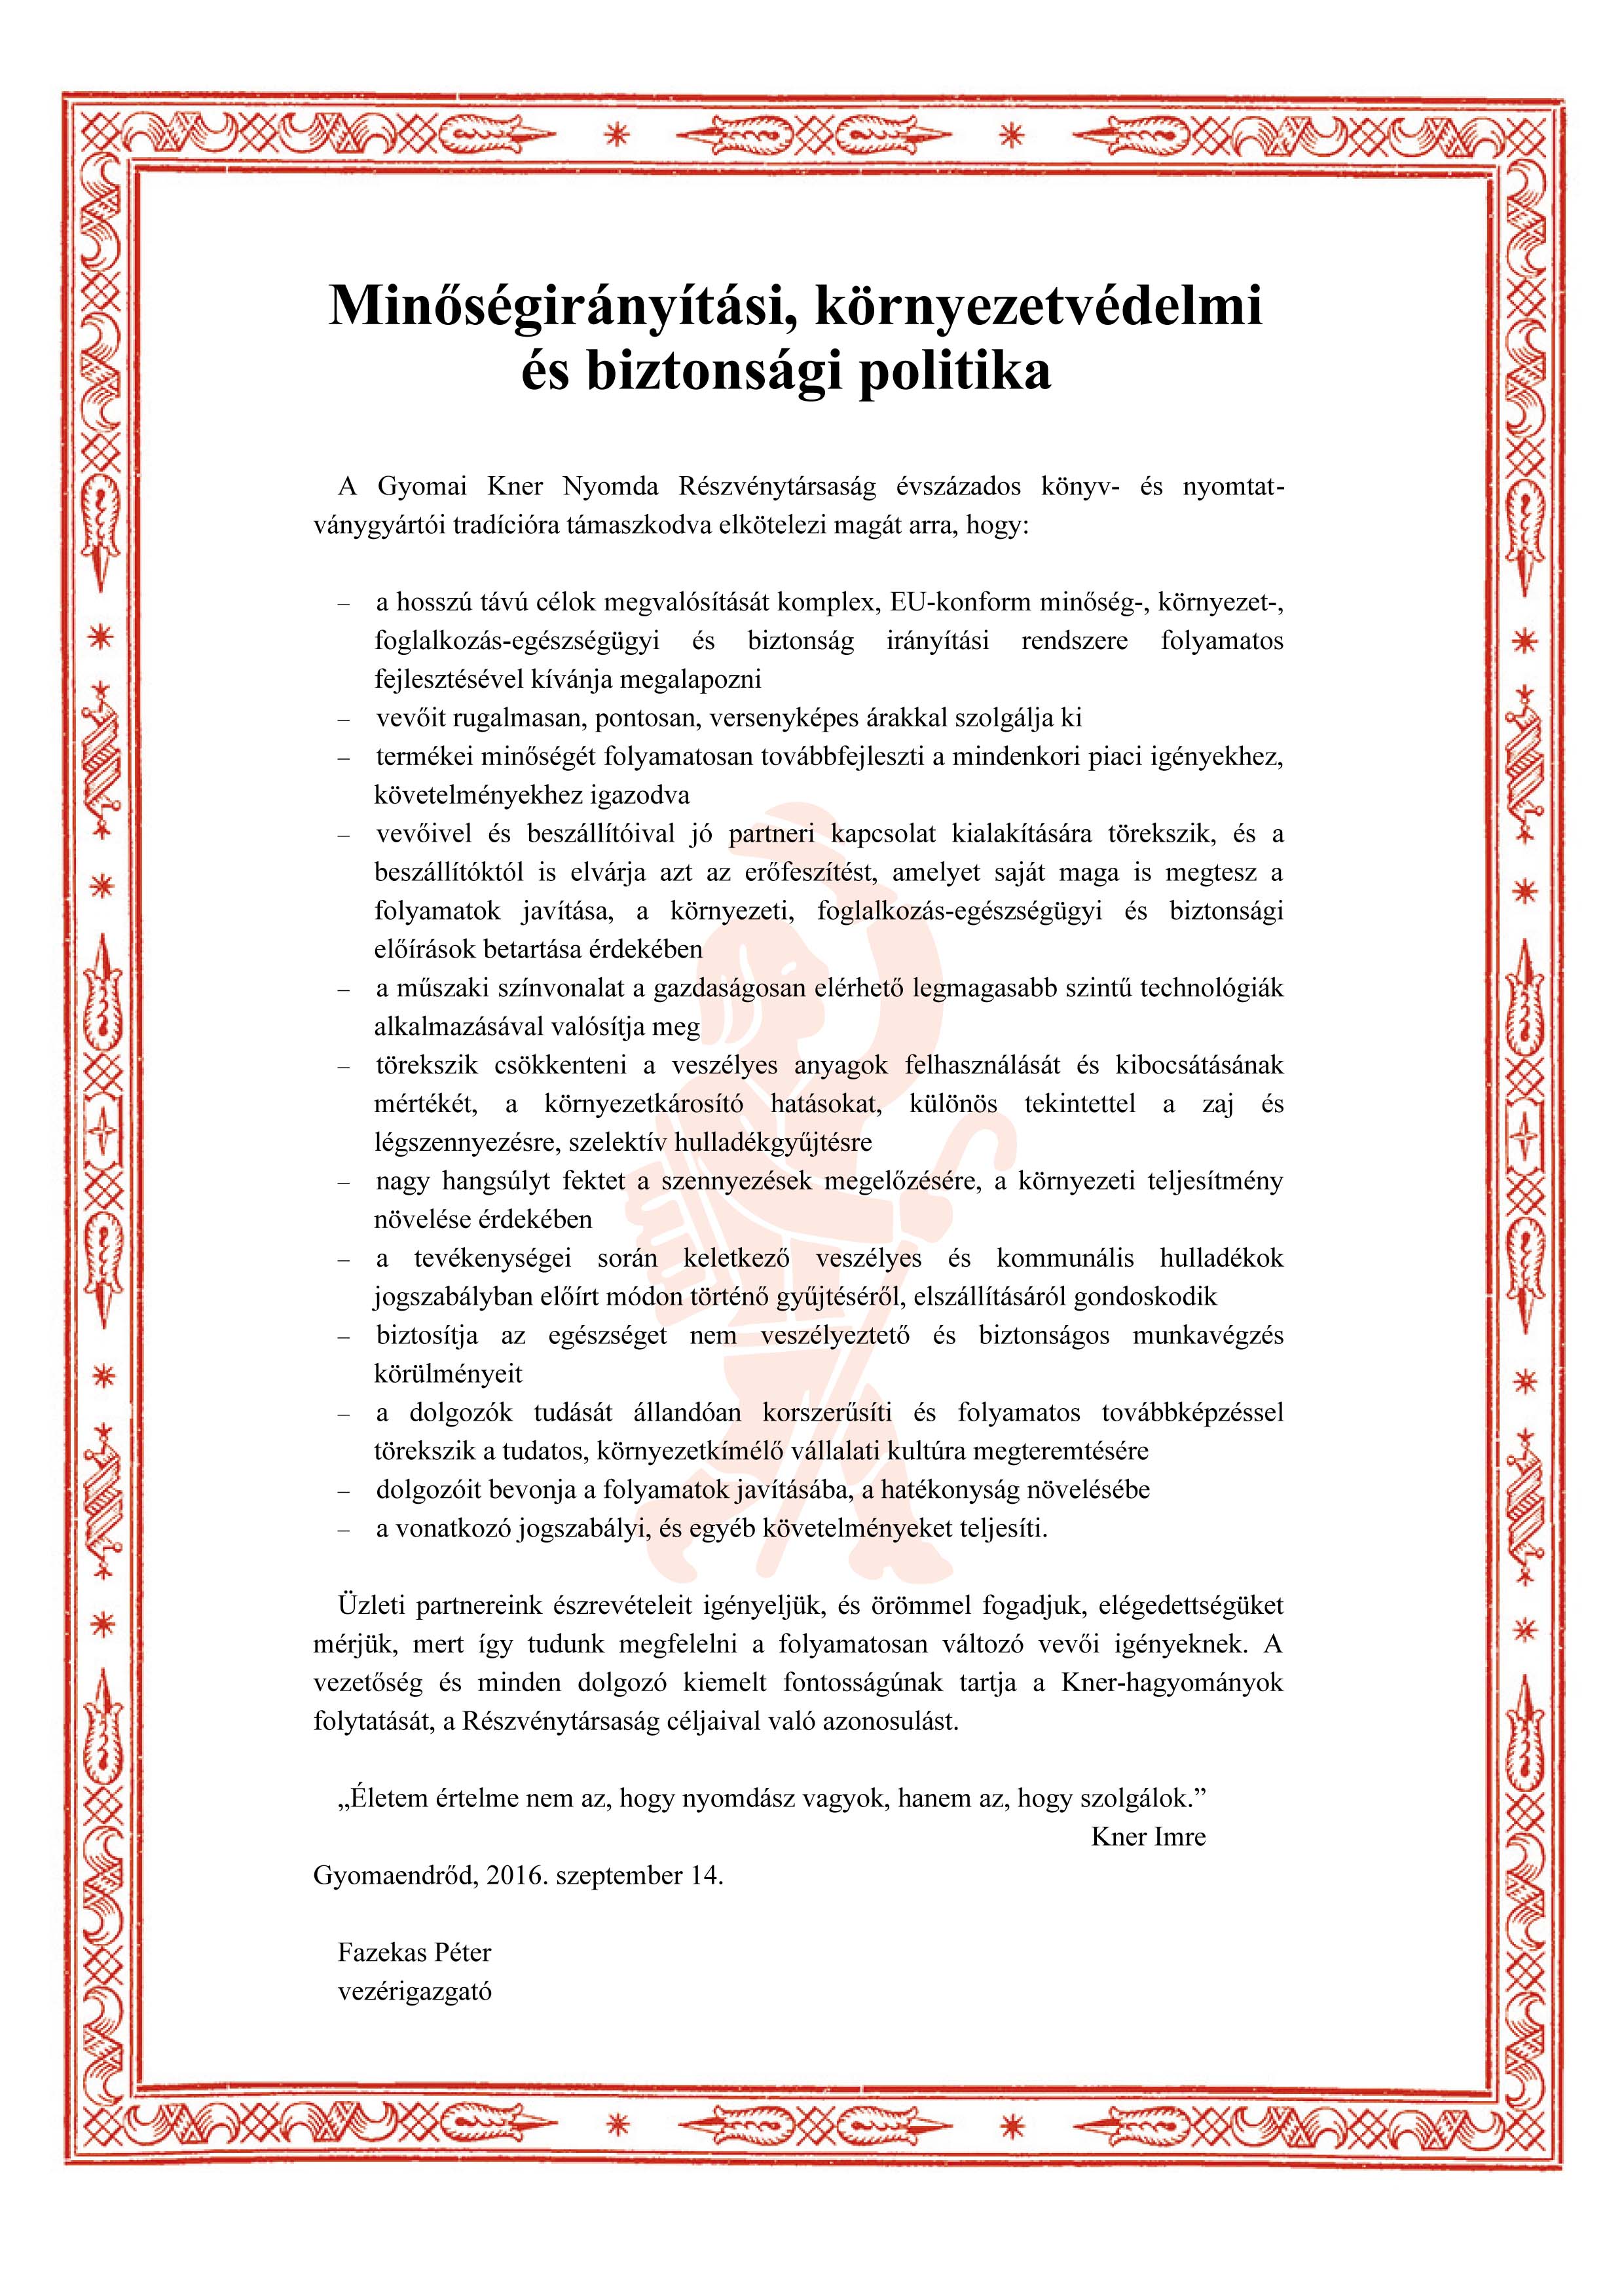 Minőségirányítási, környezetvédelmi
és biztonsági politika
A Gyomai Kner Nyomda Részvénytársaság évszázados könyv- és nyomtat-
ványgyártói tradícióra támaszkodva elkötelezi magát arra, hogy:
– a hosszú távú célok megvalósítását komplex, EU-konform minőség-, környezet-,
foglalkozás-egészségügyi és biztonság irányítási rendszere folyamatos
fejlesztésével kívánja megalapozni
– vevőit rugalmasan, pontosan, versenyképes árakkal szolgálja ki
– termékei minőségét folyamatosan továbbfejleszti a mindenkori piaci igényekhez,
követelményekhez igazodva
– vevőivel és beszállítóival jó partneri kapcsolat kialakítására törekszik, és a
beszállítóktól is elvárja azt az erőfeszítést, amelyet saját maga is megtesz a
folyamatok javítása, a környezeti, foglalkozás-egészségügyi és biztonsági
előírások betartása érdekében
– a műszaki színvonalat a gazdaságosan elérhető legmagasabb szintű technológiák
alkalmazásával valósítja meg
– törekszik csökkenteni a veszélyes anyagok felhasználását és kibocsátásának
mértékét, a környezetkárosító hatásokat, különös tekintettel a zaj és
légszennyezésre, szelektív hulladékgyűjtésre
– nagy hangsúlyt fektet a szennyezések megelőzésére, a környezeti teljesítmény
növelése érdekében
– a tevékenységei során keletkező veszélyes és kommunális hulladékok
jogszabályban előírt módon történő gyűjtéséről, elszállításáról gondoskodik
– biztosítja az egészséget nem veszélyeztető és biztonságos munkavégzés
körülményeit
– a dolgozók tudását állandóan korszerűsíti és folyamatos továbbképzéssel
törekszik a tudatos, környezetkímélő vállalati kultúra megteremtésére
– dolgozóit bevonja a folyamatok javításába, a hatékonyság növelésébe
– a vonatkozó jogszabályi, és egyéb követelményeket teljesíti.
Üzleti partnereink észrevételeit igényeljük, és örömmel fogadjuk, elégedettségüket
mérjük, mert így tudunk megfelelni a folyamatosan változó vevői igényeknek. A
vezetőség és minden dolgozó kiemelt fontosságúnak tartja a Kner-hagyományok
folytatását, a Részvénytársaság céljaival való azonosulást.
„Életem értelme nem az, hogy nyomdász vagyok, hanem az, hogy szolgálok.”
Kner Imre
Gyomaendrőd, 2016. szeptember 14.
Fazekas Péter
vezérigazgató